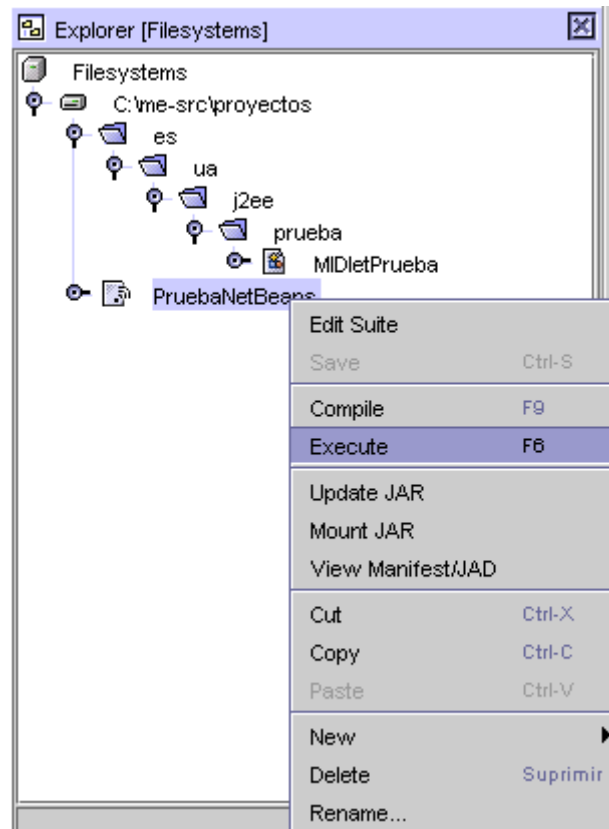 Explorer [Filesystems]
Filesystems
C:\me-src\proyectos
es
ua
j2ee
prueba
MIDletPrueba
PruebaNetBeans
Edit Suite
Save Ctrl-S
Compile F9
Execute F6
Update JAR
Mount JAR
View Manifest/JAD
Cut Ctrl-X
Copy Ctrl-C
Paste Ctrl-V
New
Delete Suprimir
Rename...